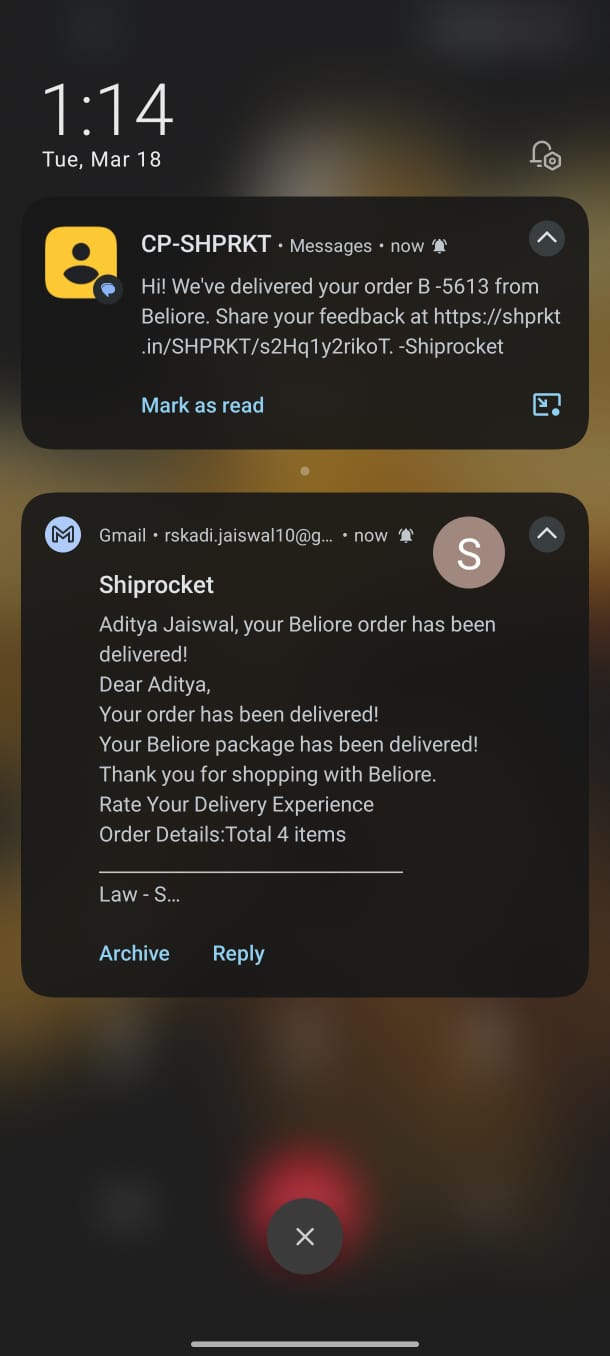 1:14
Tue, Mar 18
CP-SHPRKT • Messages • now
Hi! We've delivered your order B -5613 from
Beliore. Share your feedback at https://shprkt
.in/SHPRKT/s2Hq1y2rikoT. -Shiprocket
Mark as read
Gmail • rskadi.jaiswal10@g... • now
S
Shiprocket
Aditya Jaiswal, your Beliore order has been
delivered!
Dear Aditya,
Your order has been delivered!
Your Beliore package has been delivered!
Thank you for shopping with Beliore.
Rate Your Delivery Experience
Order Details:Total 4 items
Law - S...
Archive Reply